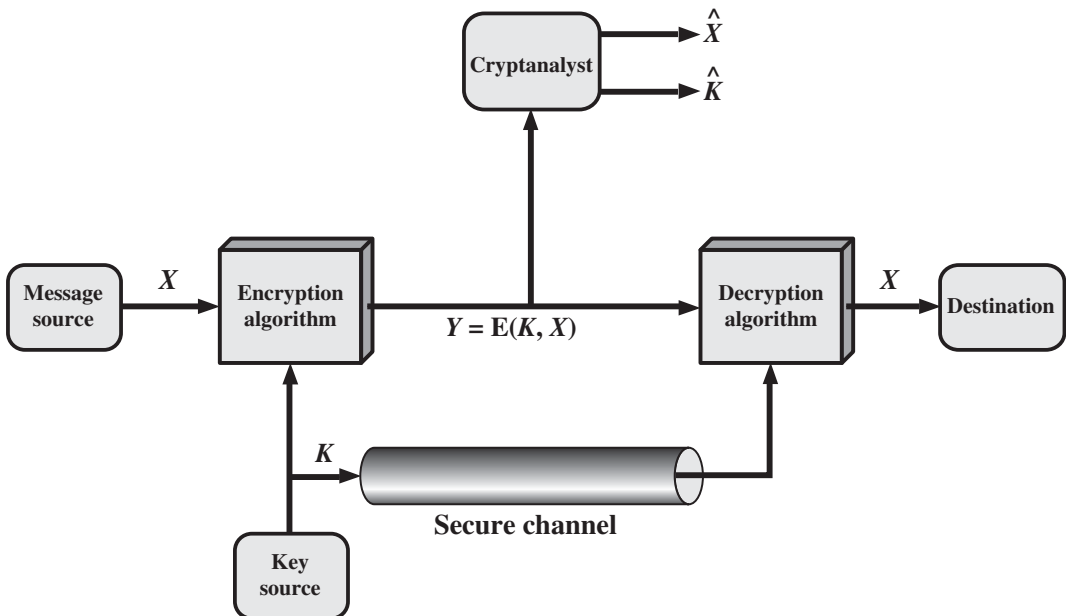 X̂
Cryptanalyst
K̂
Message
source
X
Encryption
algorithm
Y = E(K, X)
Decryption
algorithm
X
Destination
K
Secure channel
Key
source